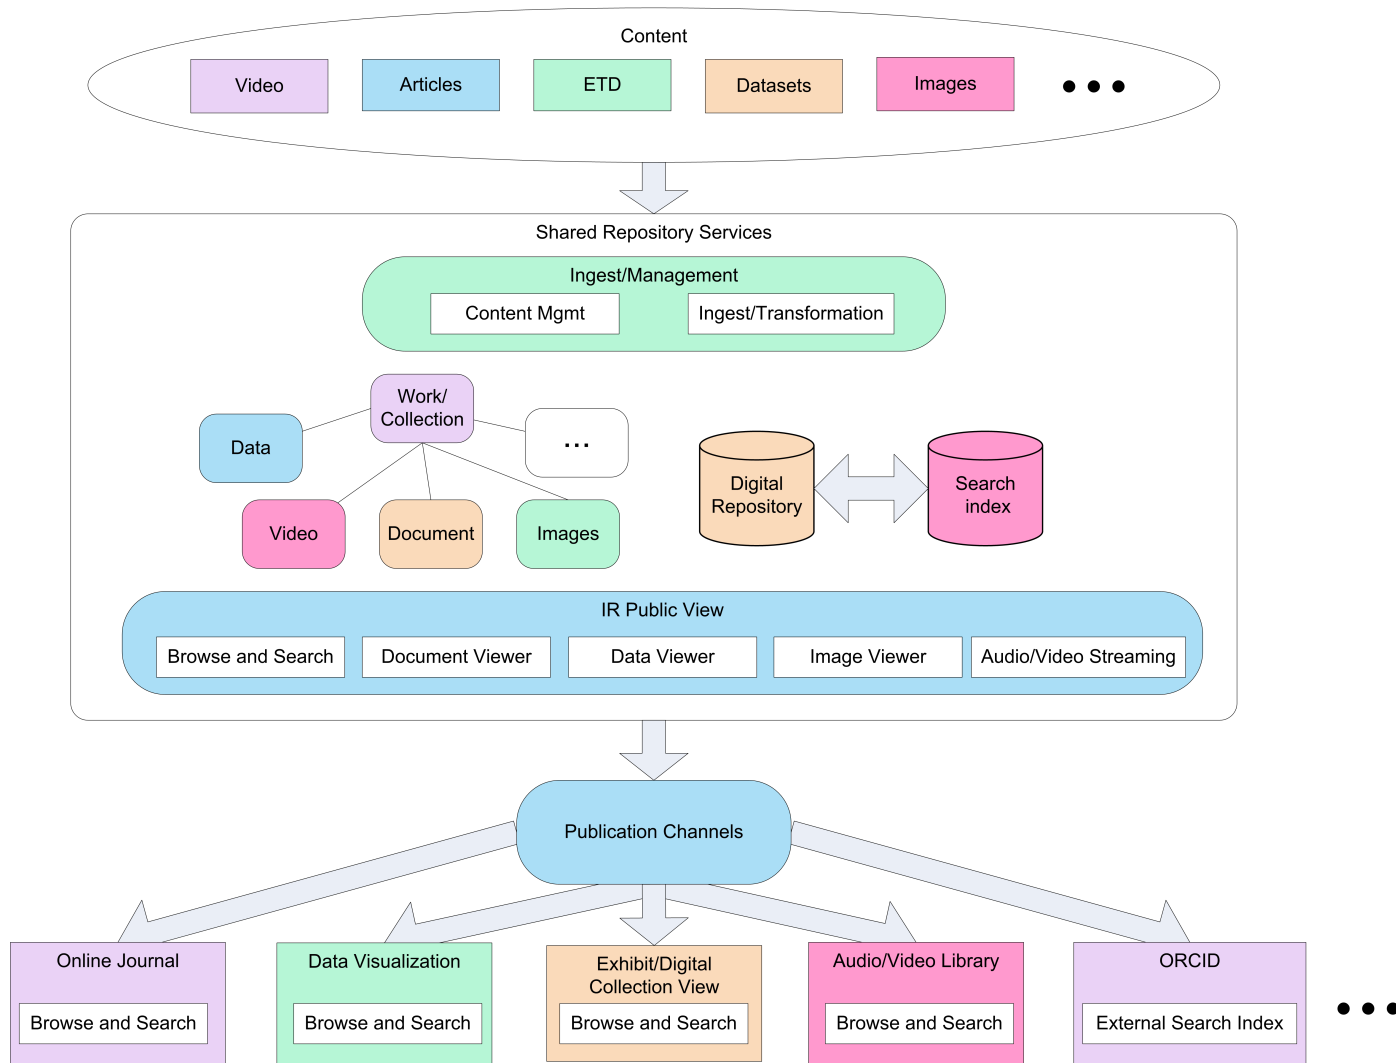 Content
Video
Articles
ETD
Datasets
Images
Shared Repository Services
Ingest/Management
Content Mgmt
Ingest/Transformation
Work/
Collection
Data
...
Video
Document
Images
Digital
Repository
Search
index
IR Public View
Browse and Search
Document Viewer
Data Viewer
Image Viewer
Audio/Video Streaming
Publication Channels
Online Journal
Browse and Search
Data Visualization
Browse and Search
Exhibit/Digital
Collection View
Browse and Search
Audio/Video Library
Browse and Search
ORCID
External Search Index